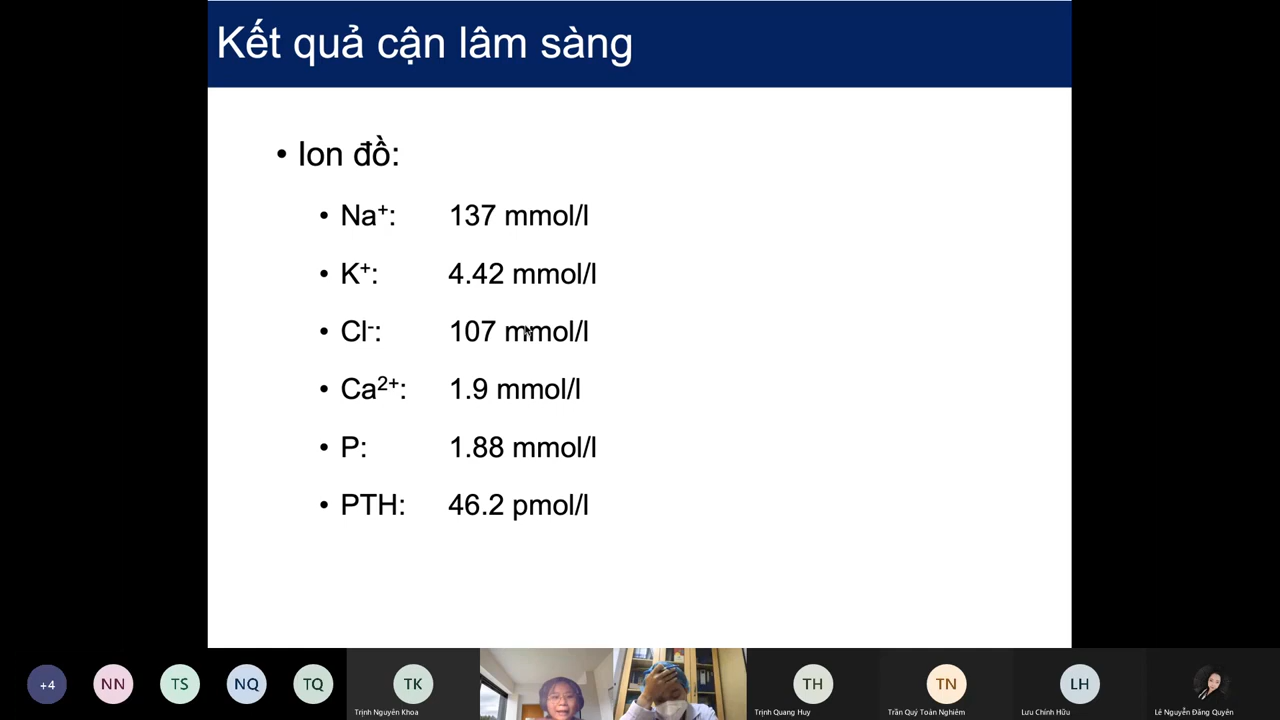 Kết quả cận lâm sàng
• Ion đồ:
• Na⁺: 137 mmol/l
• K⁺: 4.42 mmol/l
• Cl⁻: 107 mmol/l
• Ca²⁺: 1.9 mmol/l
• P: 1.88 mmol/l
• PTH: 46.2 pmol/l
+4 NN TS NQ TQ TK TH TN LH
Trịnh Nguyên Khoa Trịnh Quang Huy Trần Quý Toản Nghiêm Lưu Chính Hữu Lê Nguyễn Đăng Quyên